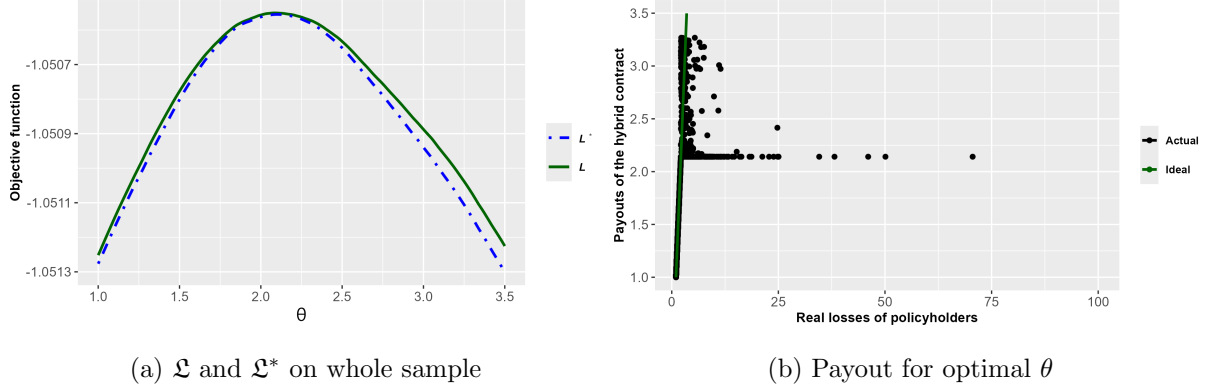 Objective function
-1.0507
-1.0509
-1.0511
-1.0513
1.0 1.5 2.0 2.5 3.0 3.5
θ
L*
L
(a) 𝔏 and 𝔏* on whole sample
Payouts of the hybrid contract
3.5
3.0
2.5
2.0
1.5
1.0
0 25 50 75 100
Real losses of policyholders
Actual
Ideal
(b) Payout for optimal θ